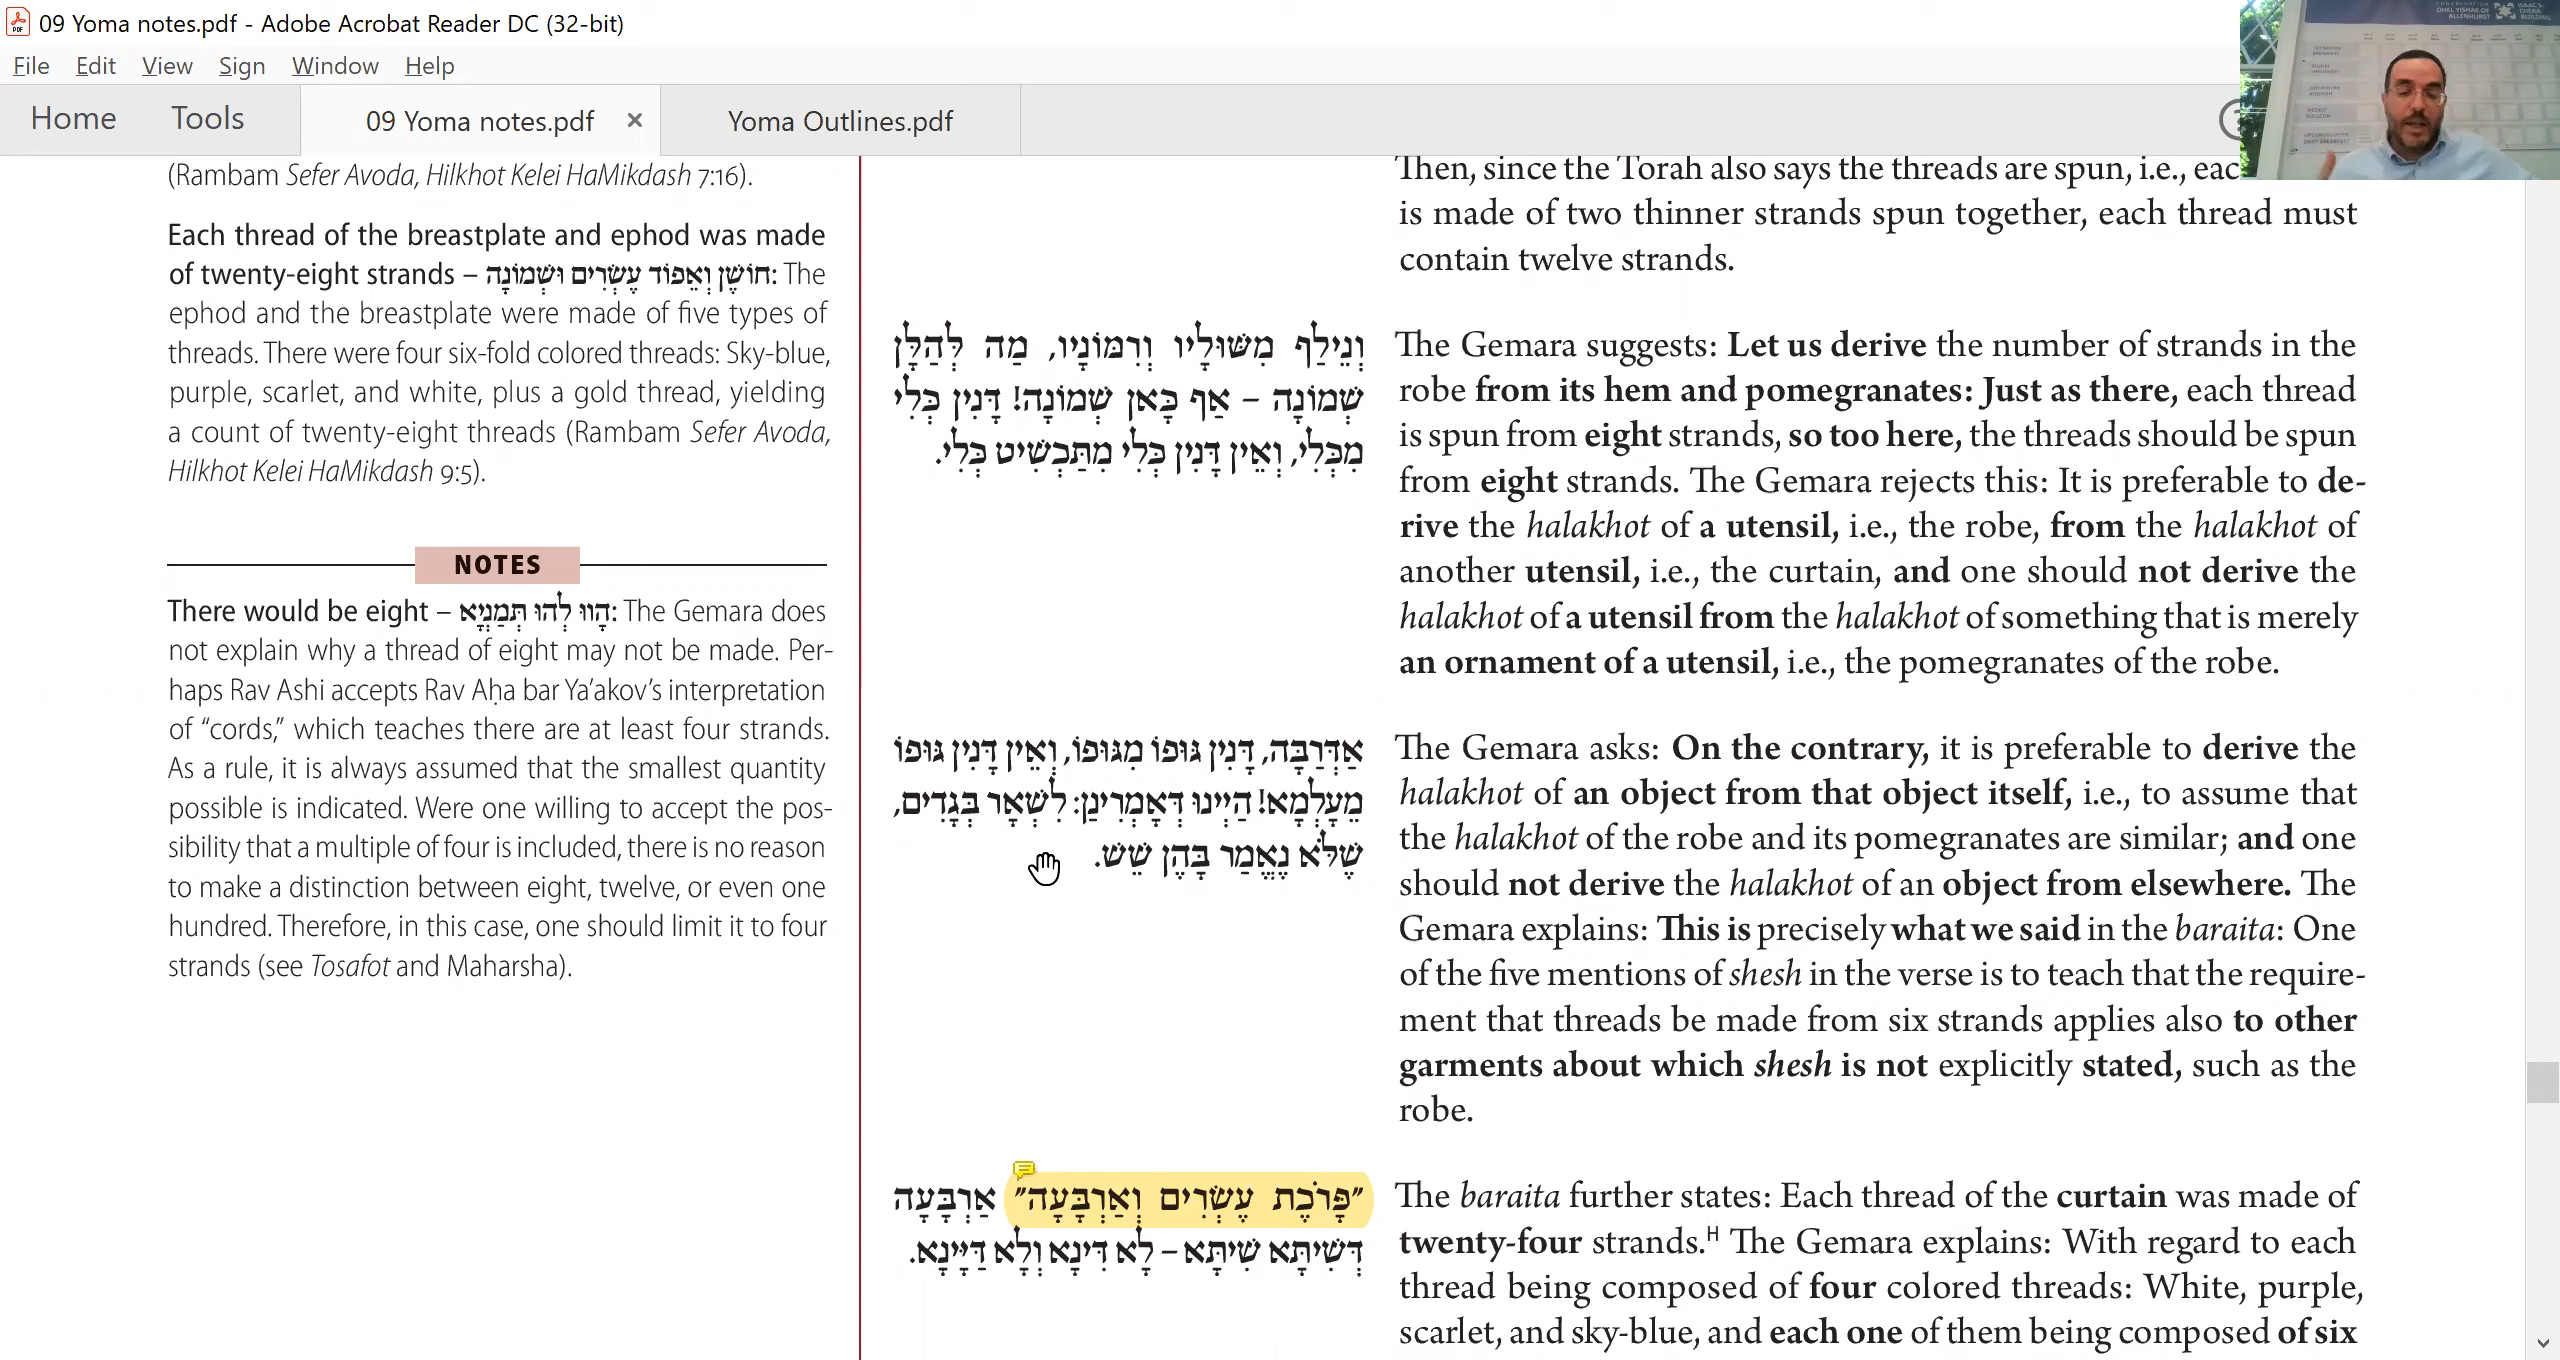 09 Yoma notes.pdf - Adobe Acrobat Reader DC (32-bit)
File Edit View Sign Window Help
Home Tools 09 Yoma notes.pdf × Yoma Outlines.pdf
(Rambam Sefer Avoda, Hilkhot Kelei HaMikdash 7:16).
Each thread of the breastplate and ephod was made
of twenty-eight strands – חוֹשֶׁן וְאֵפוֹד עֶשְׂרִים וּשְׁמוֹנָה: The
ephod and the breastplate were made of five types of
threads. There were four six-fold colored threads: Sky-blue,
purple, scarlet, and white, plus a gold thread, yielding
a count of twenty-eight threads (Rambam Sefer Avoda,
Hilkhot Kelei HaMikdash 9:5).
NOTES
There would be eight – הָווּ לְהוּ תְּמַנְיָא: The Gemara does
not explain why a thread of eight may not be made. Per-
haps Rav Ashi accepts Rav Aḥa bar Ya’akov’s interpretation
of “cords,” which teaches there are at least four strands.
As a rule, it is always assumed that the smallest quantity
possible is indicated. Were one willing to accept the pos-
sibility that a multiple of four is included, there is no reason
to make a distinction between eight, twelve, or even one
hundred. Therefore, in this case, one should limit it to four
strands (see Tosafot and Maharsha).
וְנֵילַף מִשּׁוּלָיו וְרִמּוֹנָיו, מַה לְּהַלָּן
שְׁמוֹנָה – אַף כָּאן שְׁמוֹנָה! דָּנִין כְּלִי
מִכְּלִי, וְאֵין דָּנִין כְּלִי מִתַּכְשִׁיט כְּלִי.
אַדְּרַבָּה, דָּנִין גּוּפוֹ מִגּוּפוֹ, וְאֵין דָּנִין גּוּפוֹ
מֵעָלְמָא! הַיְינוּ דְּאָמְרִינַן: לִשְׁאָר בְּגָדִים,
שֶׁלֹּא נֶאֱמַר בָּהֶן שֵׁשׁ.
״פָּרֹכֶת עֶשְׂרִים וְאַרְבָּעָה״ אַרְבָּעָה
דְּשִׁיתָּא שִׁיתָּא – לָא דִּינָא וְלָא דַּיָּינָא.
Then, since the Torah also says the threads are spun, i.e.,
is made of two thinner strands spun together, each thread must
contain twelve strands.
The Gemara suggests: Let us derive the number of strands in the
robe from its hem and pomegranates: Just as there, each thread
is spun from eight strands, so too here, the threads should be spun
from eight strands. The Gemara rejects this: It is preferable to de-
rive the halakhot of a utensil, i.e., the robe, from the halakhot of
another utensil, i.e., the curtain, and one should not derive the
halakhot of a utensil from the halakhot of something that is merely
an ornament of a utensil, i.e., the pomegranates of the robe.
The Gemara asks: On the contrary, it is preferable to derive the
halakhot of an object from that object itself, i.e., to assume that
the halakhot of the robe and its pomegranates are similar; and one
should not derive the halakhot of an object from elsewhere. The
Gemara explains: This is precisely what we said in the baraita: One
of the five mentions of shesh in the verse is to teach that the require-
ment that threads be made from six strands applies also to other
garments about which shesh is not explicitly stated, such as the
robe.
The baraita further states: Each thread of the curtain was made of
twenty-four strands.H The Gemara explains: With regard to each
thread being composed of four colored threads: White, purple,
scarlet, and sky-blue, and each one of them being composed of six